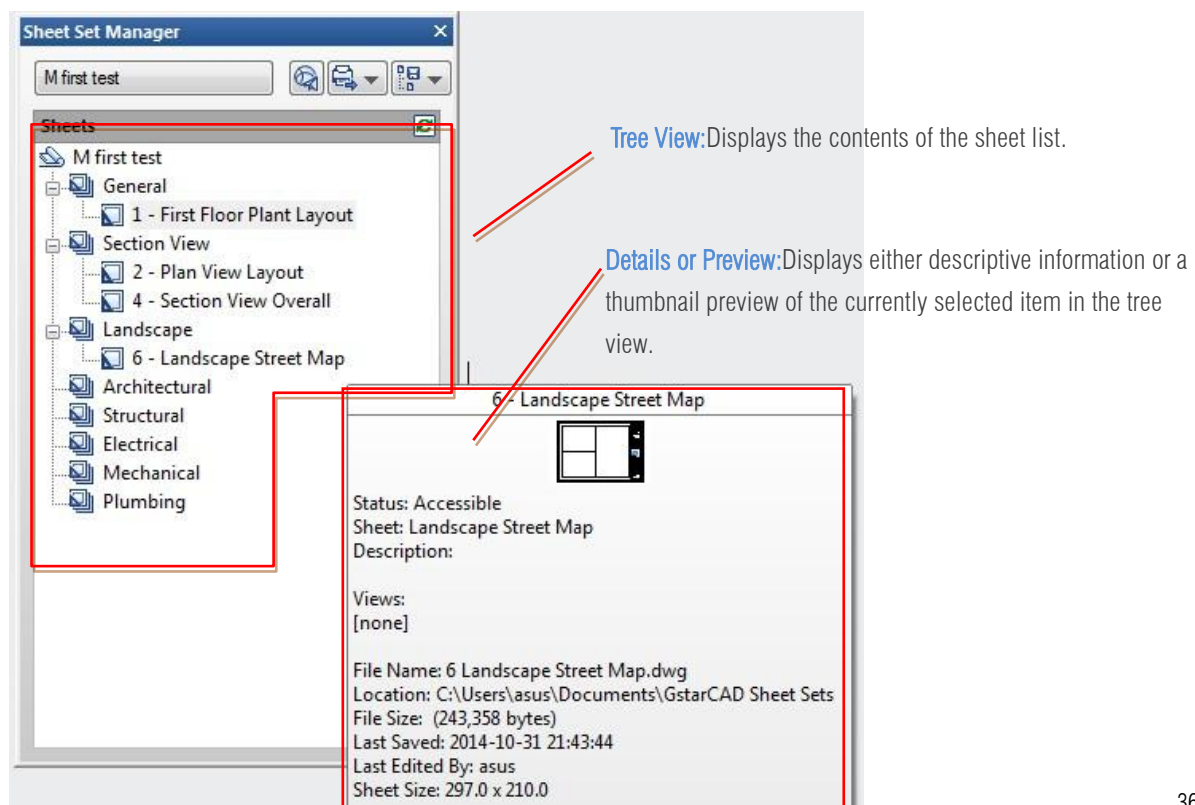 Sheet Set Manager
M first test
Sheets
M first test
General
1 - First Floor Plant Layout
Section View
2 - Plan View Layout
4 - Section View Overall
Landscape
6 - Landscape Street Map
Architectural
Structural
Electrical
Mechanical
Plumbing
Tree View:Displays the contents of the sheet list.
Details or Preview:Displays either descriptive information or a
thumbnail preview of the currently selected item in the tree
view.
6 - Landscape Street Map
Status: Accessible
Sheet: Landscape Street Map
Description:
Views:
[none]
File Name: 6 Landscape Street Map.dwg
Location: C:\Users\asus\Documents\GstarCAD Sheet Sets
File Size:  (243,358 bytes)
Last Saved: 2014-10-31 21:43:44
Last Edited By: asus
Sheet Size: 297.0 x 210.0
36